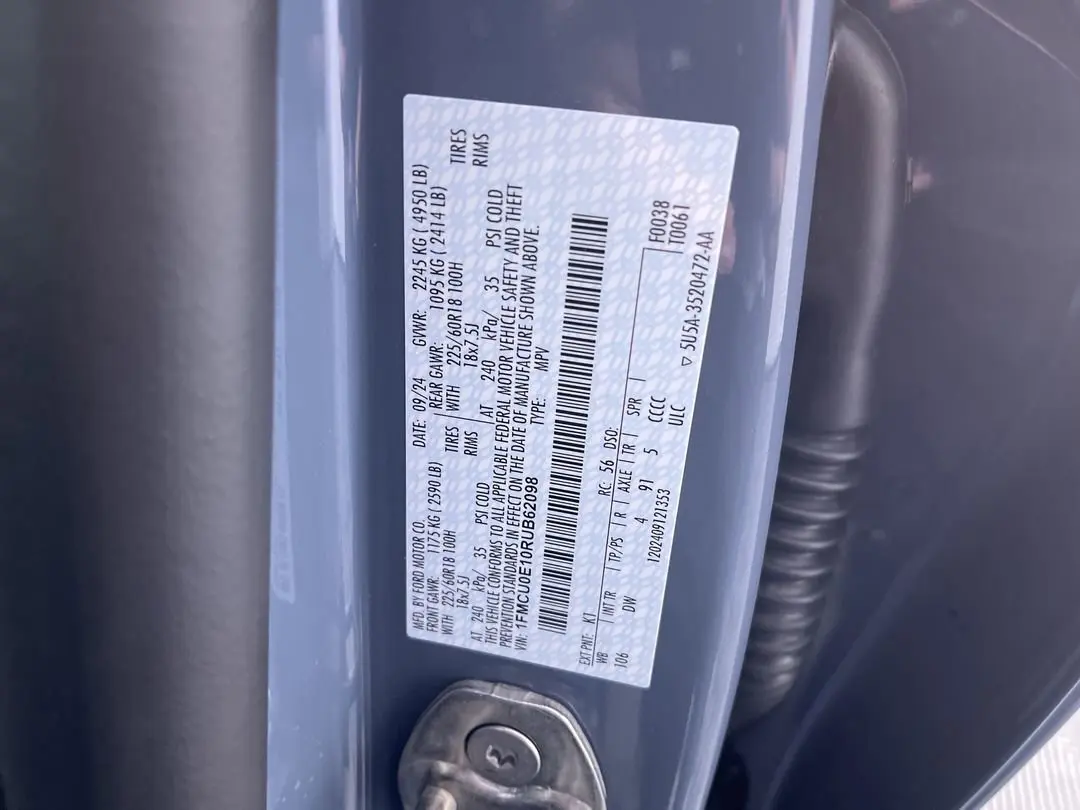 MFD. BY FORD MOTOR CO.
DATE: 09/24 GVWR: 2245 KG ( 4950 LB)
FRONT GAWR: 1175 KG ( 2590 LB) REAR GAWR: 1095 KG ( 2414 LB)
WITH 225/60R18 100H TIRES WITH 225/60R18 100H TIRES
18x7.5J RIMS 18x7.5J RIMS
AT 240 kPa/ 35 PSI COLD AT 240 kPa/ 35 PSI COLD
THIS VEHICLE CONFORMS TO ALL APPLICABLE FEDERAL MOTOR VEHICLE SAFETY AND THEFT
PREVENTION STANDARDS IN EFFECT ON THE DATE OF MANUFACTURE SHOWN ABOVE.
VIN: 1FMCU0E10RUB62098 TYPE: MPV
EXT PNT: K1 RC: 56 DSO: F0038
WB INT TR TP/PS R AXLE TR SPR T0061
106 DW 4 91 5 CCCC
ULC
1202409121353
5U5A-3520472-AA